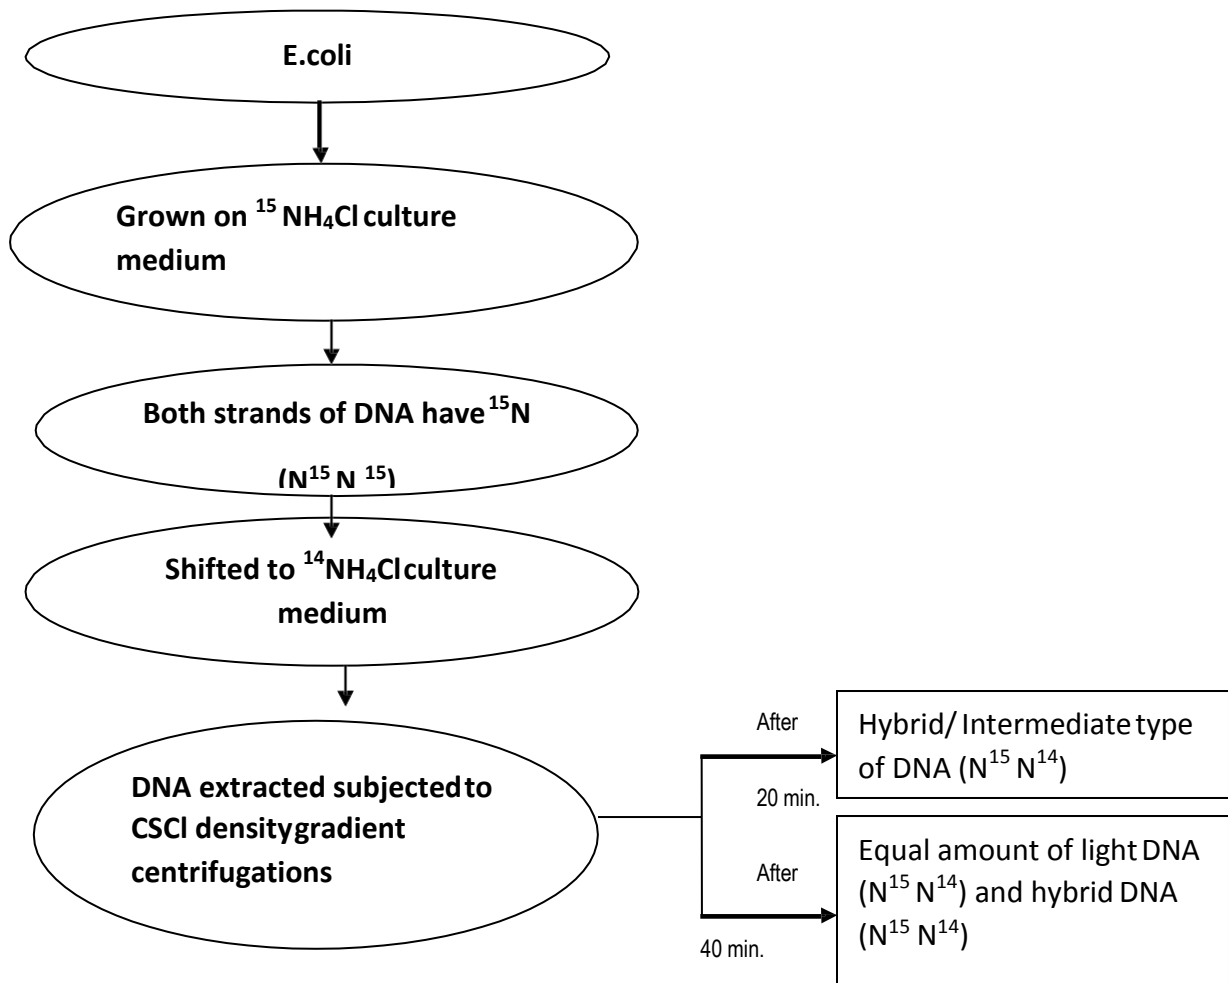 E.coli
Grown on ¹⁵ NH₄Cl culture
medium
Both strands of DNA have ¹⁵N
(N¹⁵ N ¹⁵)
Shifted to ¹⁴NH₄Cl culture
medium
DNA extracted subjected to
CSCl density gradient
centrifugations
After
20 min.
Hybrid/ Intermediate type
of DNA (N¹⁵ N¹⁴)
After
40 min.
Equal amount of light DNA
(N¹⁵ N¹⁴) and hybrid DNA
(N¹⁵ N¹⁴)